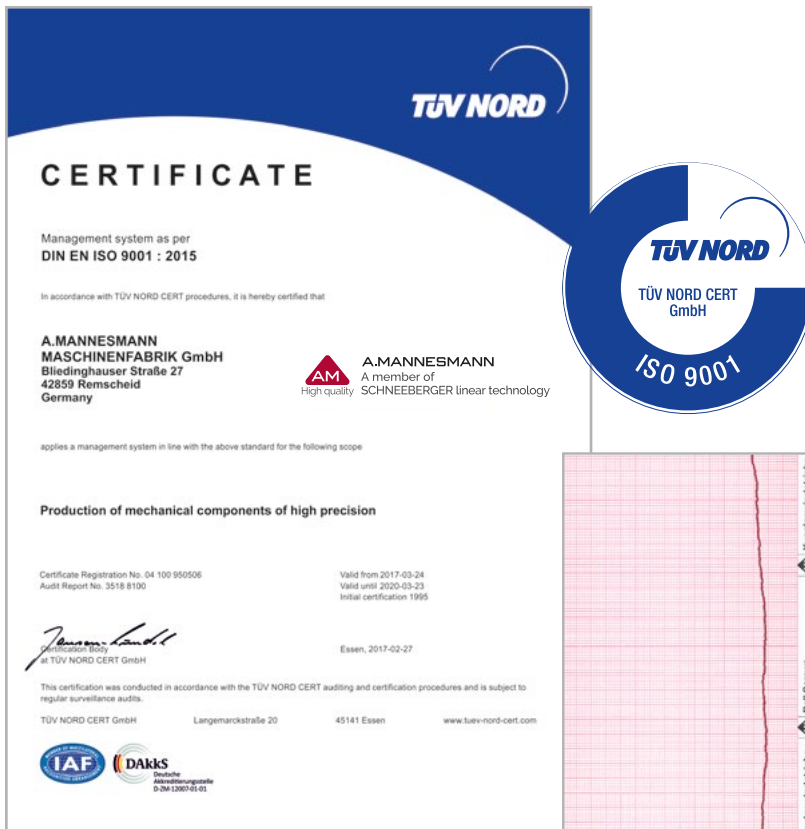 TÜV NORD
CERTIFICATE
Management system as per
DIN EN ISO 9001 : 2015
In accordance with TÜV NORD CERT procedures, it is hereby certified that
A.MANNESMANN
MASCHINENFABRIK GmbH
Bliedinghauser Straße 27
42859 Remscheid
Germany
AM
High quality
A.MANNESMANN
A member of
SCHNEEBERGER linear technology
applies a management system in line with the above standard for the following scope
Production of mechanical components of high precision
Certificate Registration No. 04 100 950506
Audit Report No. 3518 8100
Valid from 2017-03-24
Valid until 2020-03-23
Initial certification 1995
Certification Body
at TÜV NORD CERT GmbH
Essen, 2017-02-27
This certification was conducted in accordance with the TÜV NORD CERT auditing and certification procedures and is subject to
regular surveillance audits.
TÜV NORD CERT GmbH Langemarckstraße 20 45141 Essen www.tuev-nord-cert.com
IAF
DAkkS
Deutsche
Akkreditierungsstelle
D-ZM-12007-01-01
TÜV NORD
TÜV NORD CERT
GmbH
ISO 9001